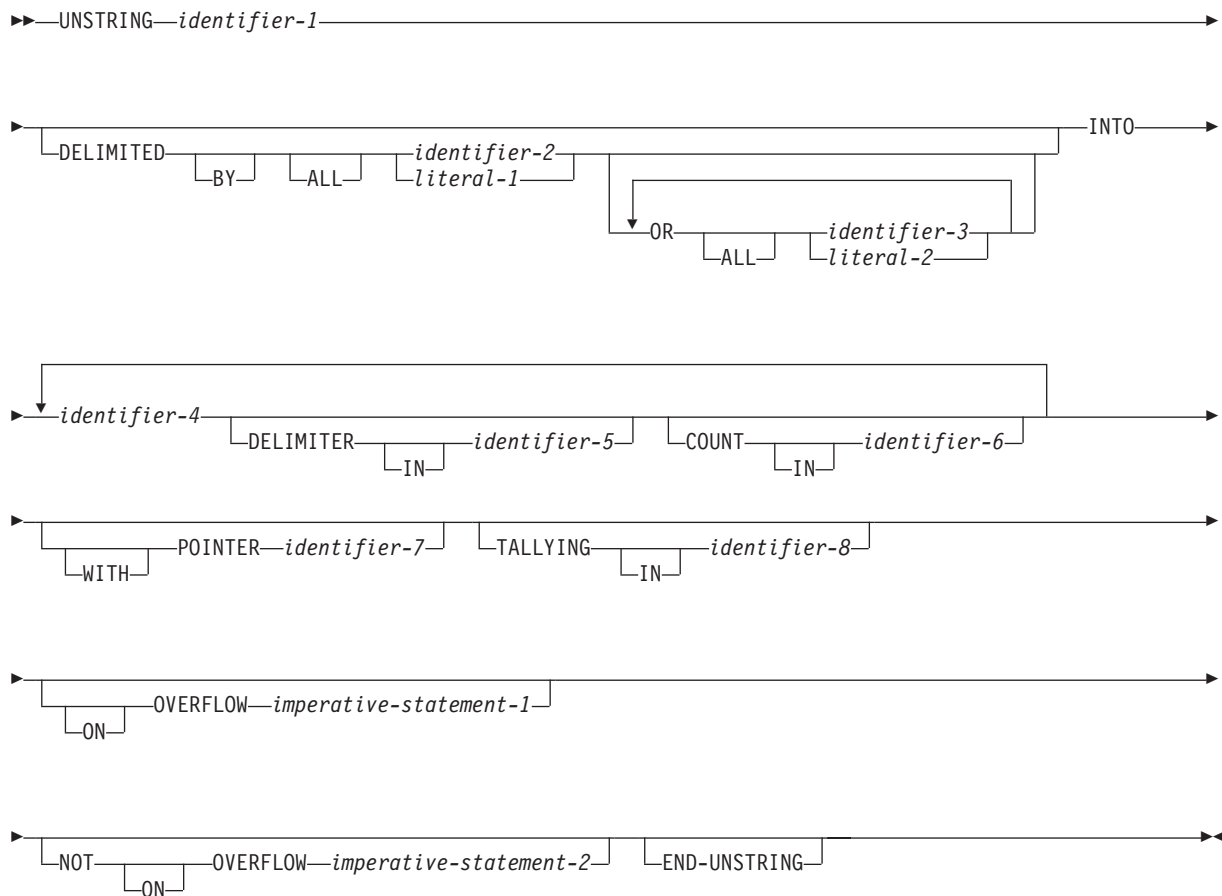 UNSTRING identifier-1
INTO
DELIMITED identifier-2
BY ALL literal-1
OR identifier-3
ALL literal-2
identifier-4
DELIMITER identifier-5 COUNT identifier-6
IN IN
POINTER identifier-7 TALLYING identifier-8
WITH IN
OVERFLOW imperative-statement-1
ON
NOT OVERFLOW imperative-statement-2 END-UNSTRING
ON